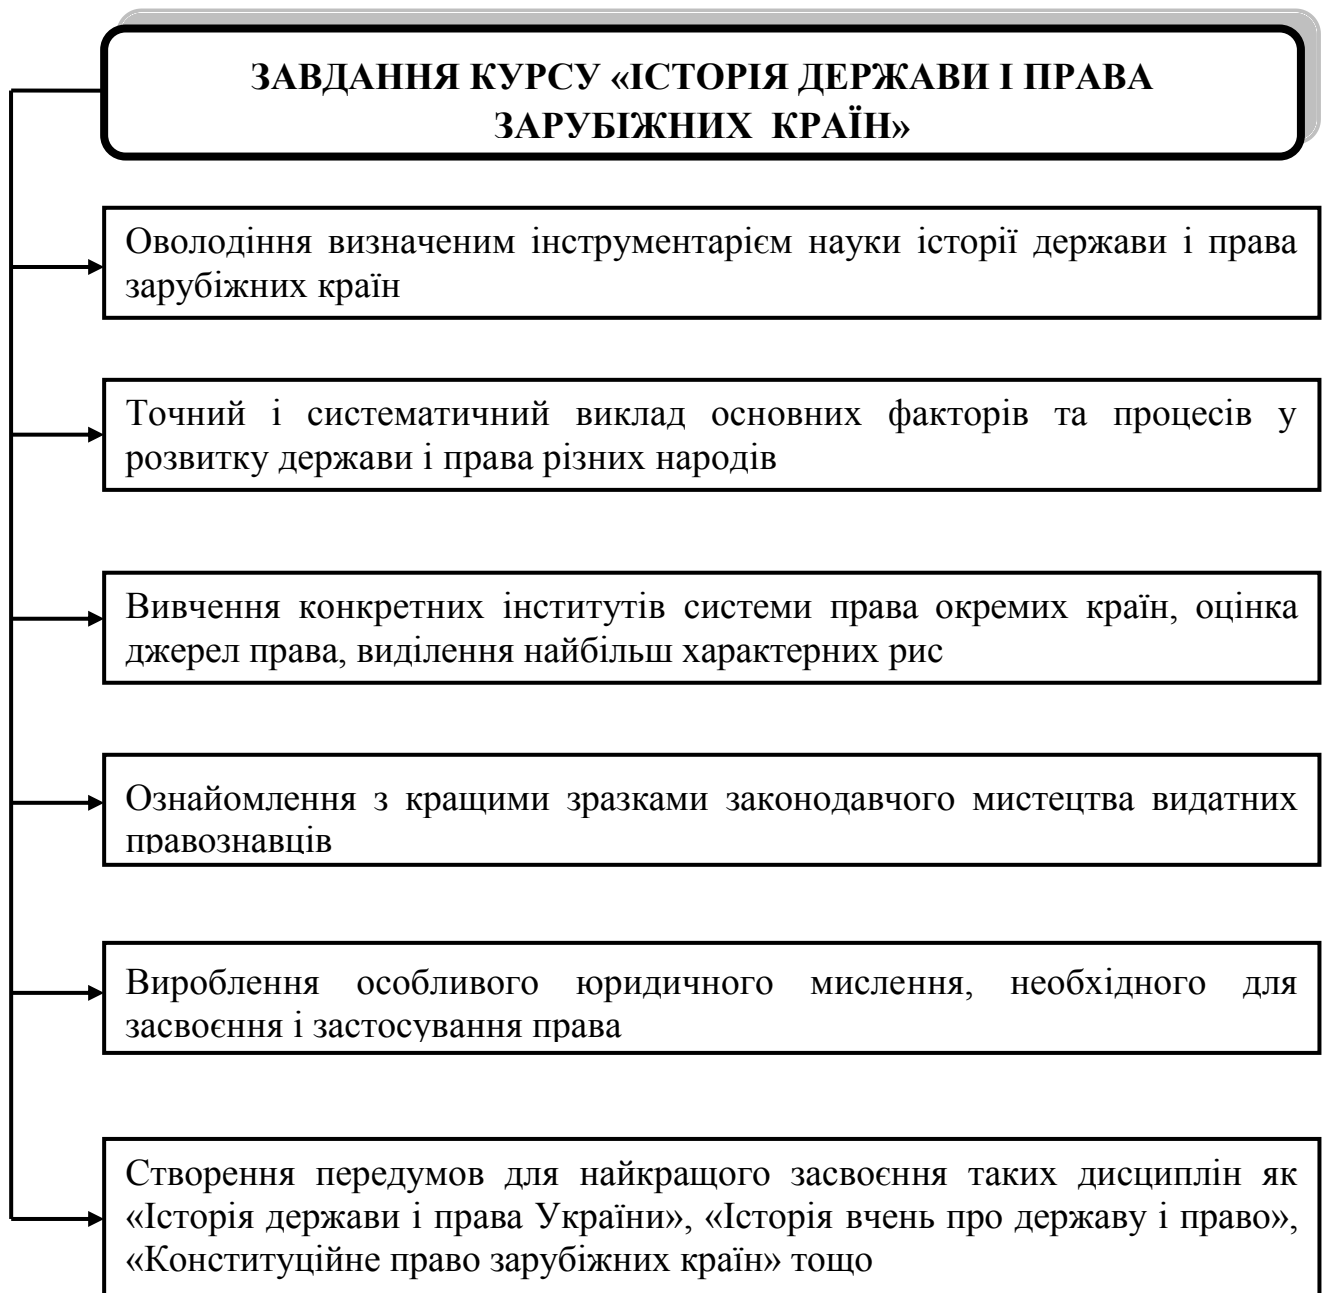 ЗАВДАННЯ КУРСУ «ІСТОРІЯ ДЕРЖАВИ І ПРАВА
ЗАРУБІЖНИХ КРАЇН»
Оволодіння визначеним інструментарієм науки історії держави і права
зарубіжних країн
Точний і систематичний виклад основних факторів та процесів у
розвитку держави і права різних народів
Вивчення конкретних інститутів системи права окремих країн, оцінка
джерел права, виділення найбільш характерних рис
Ознайомлення з кращими зразками законодавчого мистецтва видатних
правознавців
Вироблення особливого юридичного мислення, необхідного для
засвоєння і застосування права
Створення передумов для найкращого засвоєння таких дисциплін як
«Історія держави і права України», «Історія вчень про державу і право»,
«Конституційне право зарубіжних країн» тощо